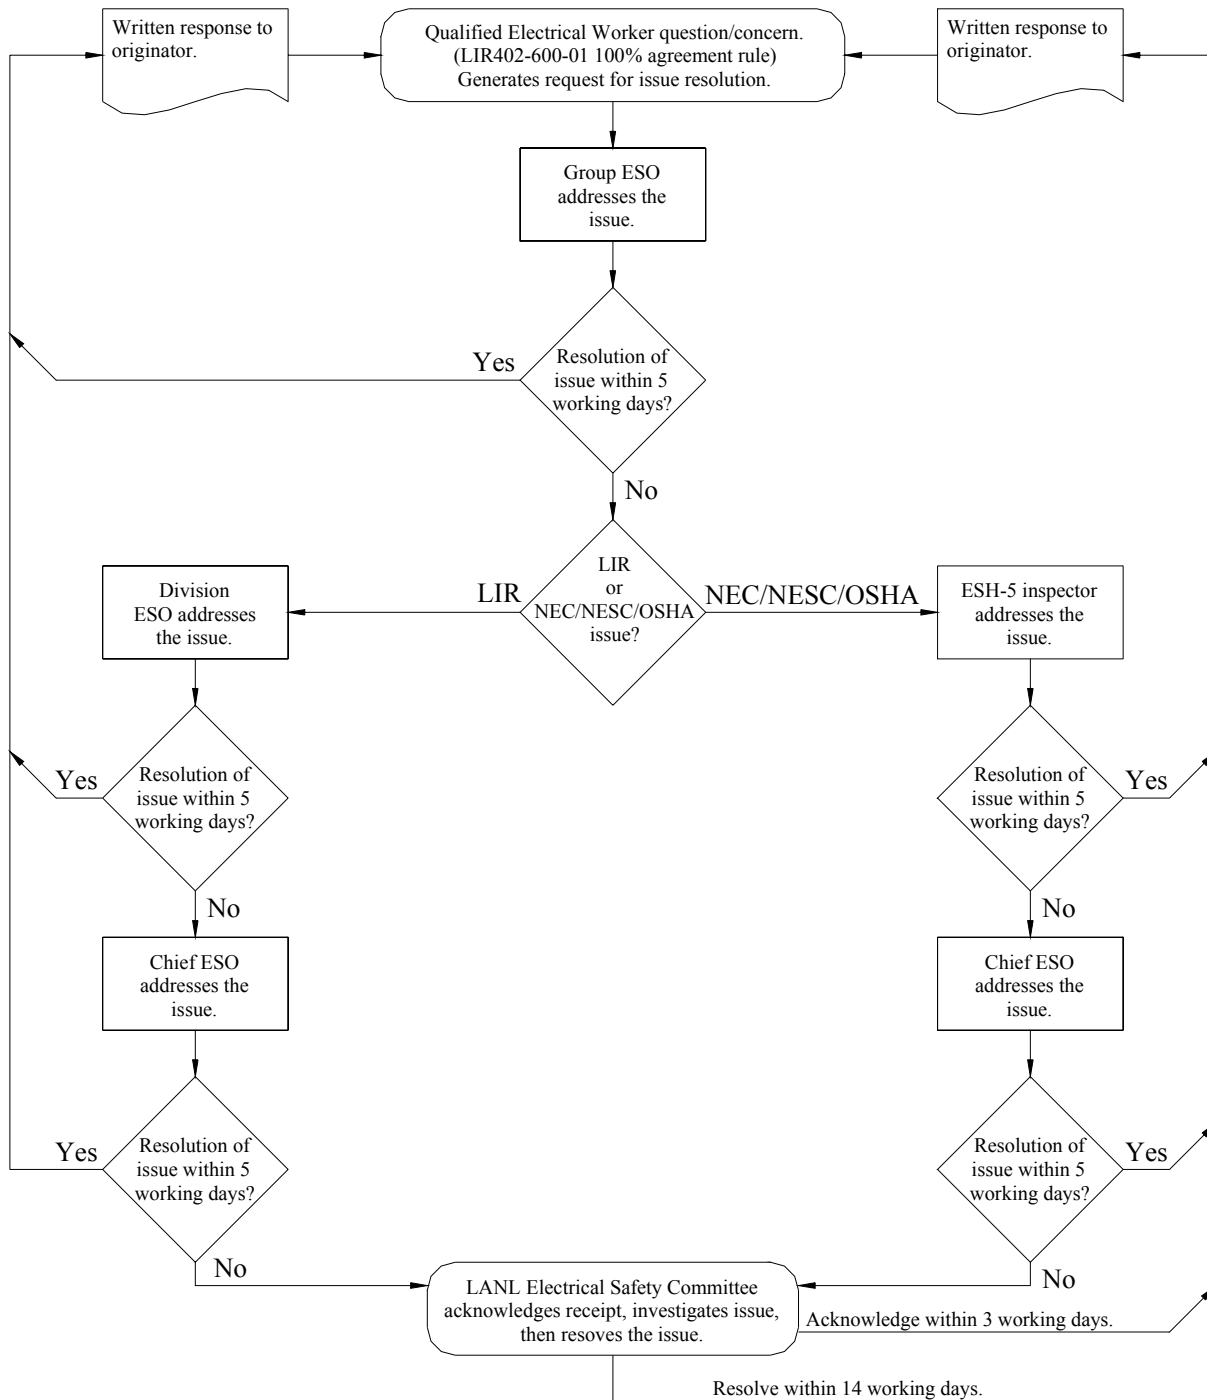 Written response to
originator.
Qualified Electrical Worker question/concern.
(LIR402-600-01 100% agreement rule)
Generates request for issue resolution.
Written response to
originator.
Group ESO
addresses the
issue.
Yes
Resolution of
issue within 5
working days?
No
LIR
or
NEC/NESC/OSHA
issue?
LIR
NEC/NESC/OSHA
Division
ESO addresses
the issue.
ESH-5 inspector
addresses the
issue.
Yes
Resolution of
issue within 5
working days?
No
Resolution of
issue within 5
working days?
Yes
No
Chief ESO
addresses the
issue.
Chief ESO
addresses the
issue.
Yes
Resolution of
issue within 5
working days?
No
Resolution of
issue within 5
working days?
Yes
No
LANL Electrical Safety Committee
acknowledges receipt, investigates issue,
then resoves the issue.
Acknowledge within 3 working days.
Resolve within 14 working days.